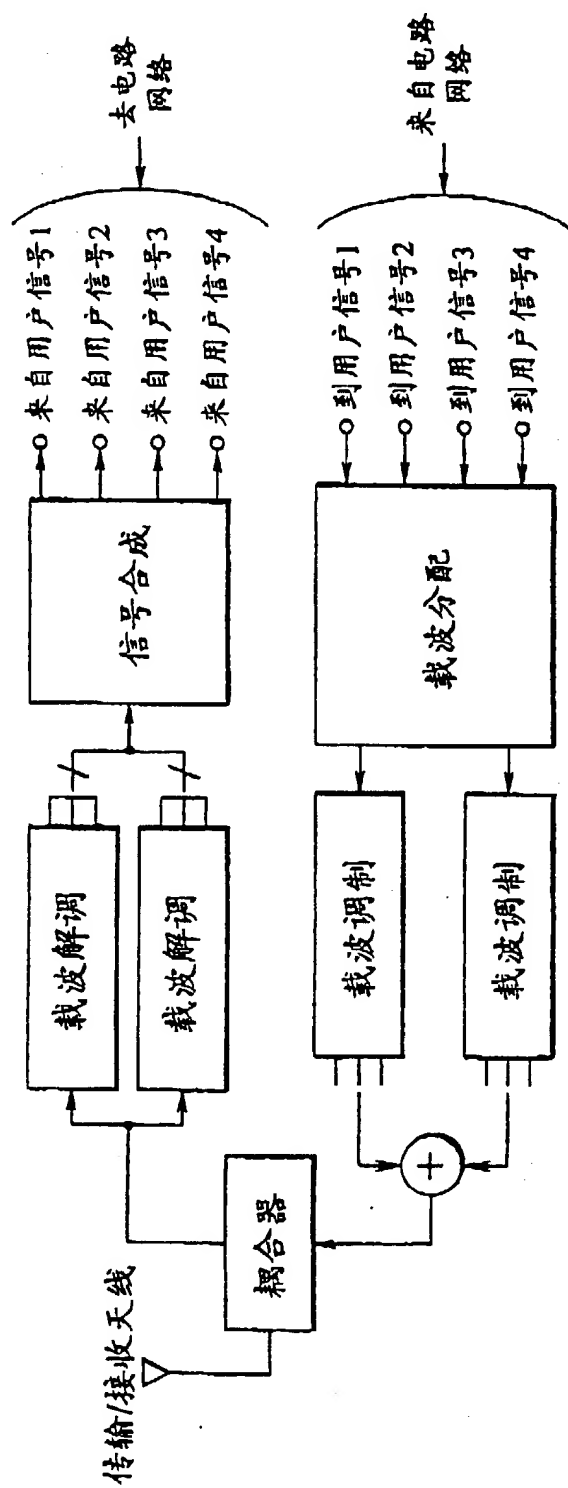 传输/接收天线
耦合器
载波解调
载波解调
信号合成
来自用户信号1
来自用户信号2
来自用户信号3
来自用户信号4
去电路
网络
+
载波调制
载波调制
载波分配
到用户信号1
到用户信号2
到用户信号3
到用户信号4
来自电路
网络